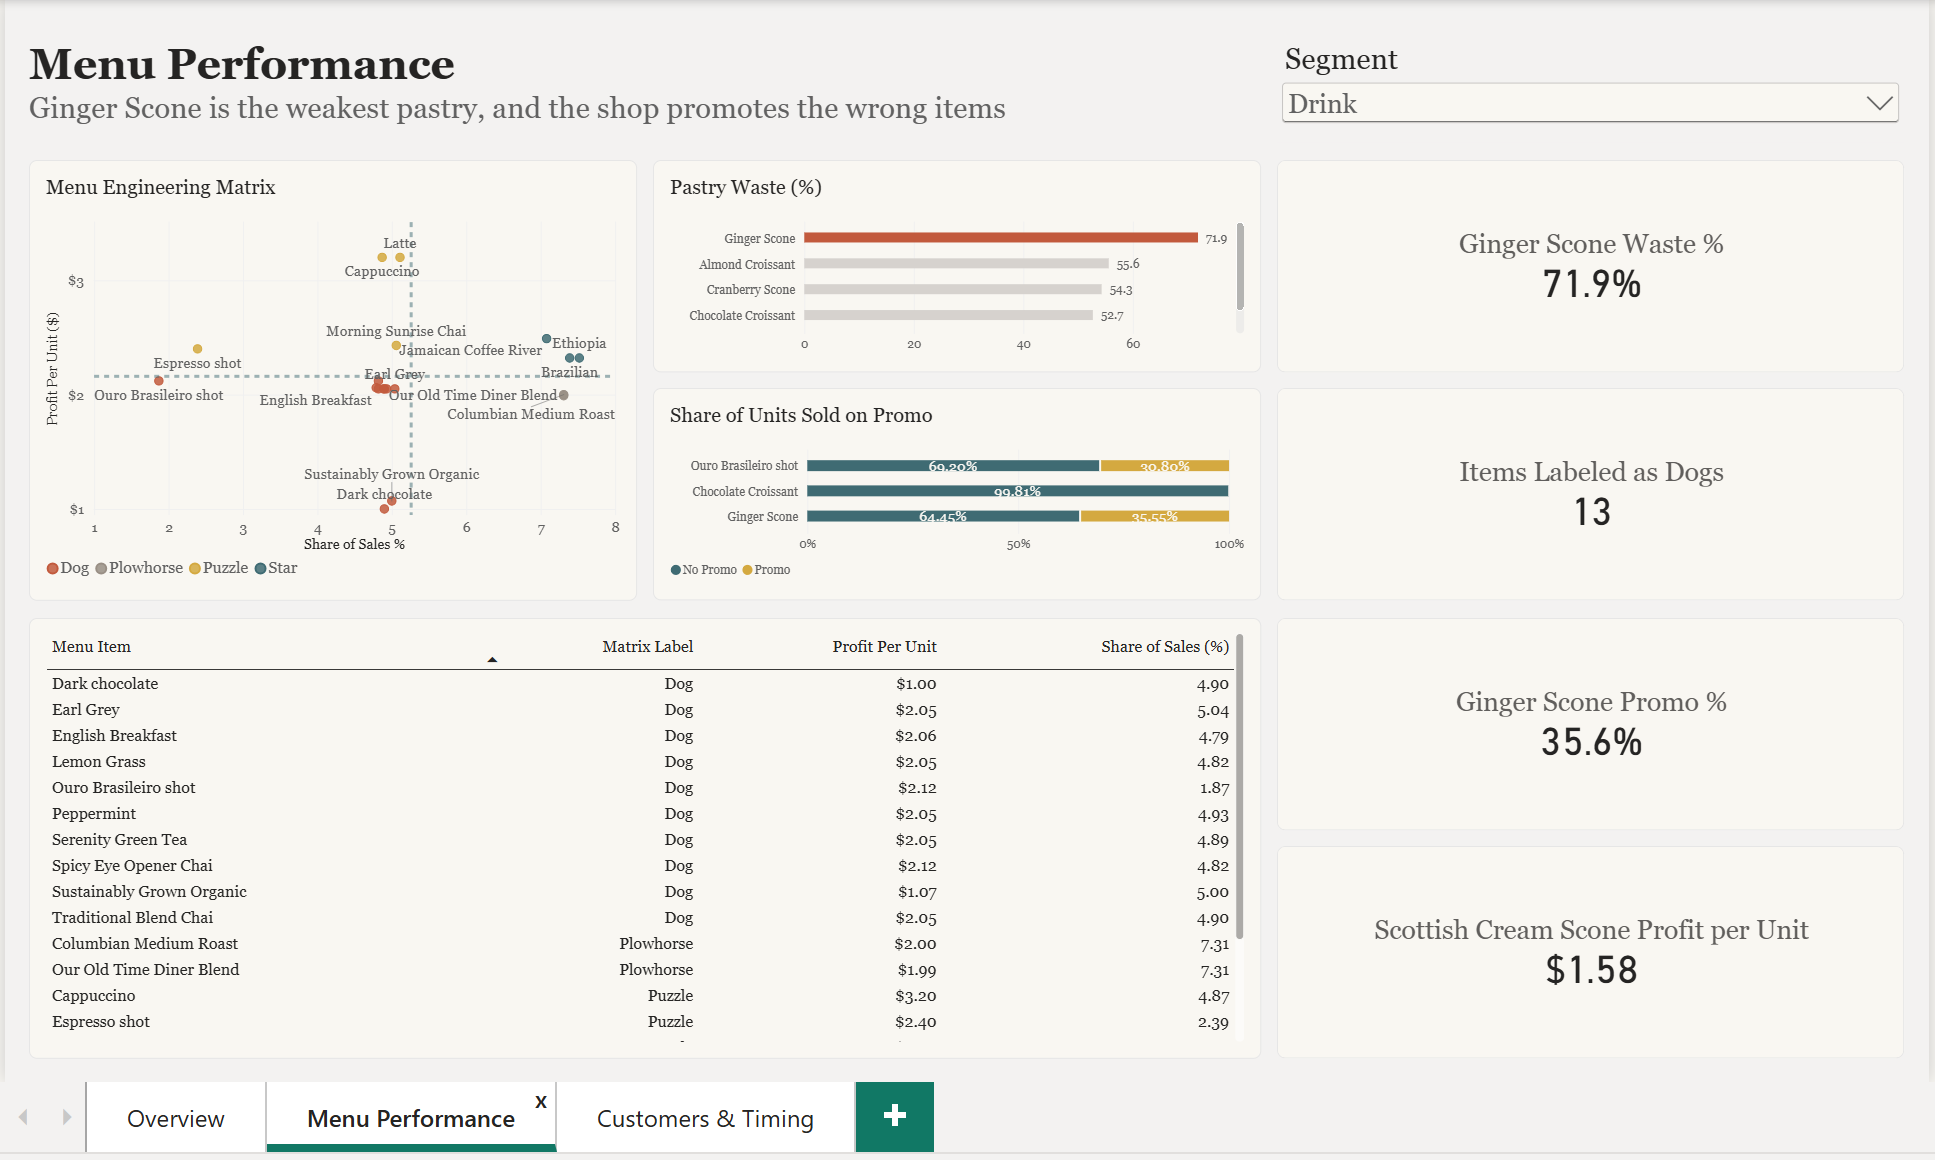 Menu Performance
Ginger Scone is the weakest pastry, and the shop promotes the wrong items
Segment
Drink
Menu Engineering Matrix
Profit Per Unit ($)
$3
$2
$1
Latte
Cappuccino
Morning Sunrise Chai
Jamaican Coffee River
Ethiopia
Espresso shot
Earl Grey
Brazilian
Ouro Brasileiro shot
English Breakfast
Our Old Time Diner Blend
Columbian Medium Roast
Sustainably Grown Organic
Dark chocolate
1 2 3 4 5 6 7 8
Share of Sales %
Dog Plowhorse Puzzle Star
Pastry Waste (%)
Ginger Scone 71.9
Almond Croissant 55.6
Cranberry Scone 54.3
Chocolate Croissant 52.7
0 20 40 60
Share of Units Sold on Promo
Ouro Brasileiro shot 69.20% 30.80%
Chocolate Croissant 99.81%
Ginger Scone 64.45% 35.55%
0% 50% 100%
No Promo Promo
Ginger Scone Waste %
71.9%
Items Labeled as Dogs
13
Ginger Scone Promo %
35.6%
Scottish Cream Scone Profit per Unit
$1.58
Menu Item Matrix Label Profit Per Unit Share of Sales (%)
Dark chocolate Dog $1.00 4.90
Earl Grey Dog $2.05 5.04
English Breakfast Dog $2.06 4.79
Lemon Grass Dog $2.05 4.82
Ouro Brasileiro shot Dog $2.12 1.87
Peppermint Dog $2.05 4.93
Serenity Green Tea Dog $2.05 4.89
Spicy Eye Opener Chai Dog $2.12 4.82
Sustainably Grown Organic Dog $1.07 5.00
Traditional Blend Chai Dog $2.05 4.90
Columbian Medium Roast Plowhorse $2.00 7.31
Our Old Time Diner Blend Plowhorse $1.99 7.31
Cappuccino Puzzle $3.20 4.87
Espresso shot Puzzle $2.40 2.39
Overview
Menu Performance x
Customers & Timing
+